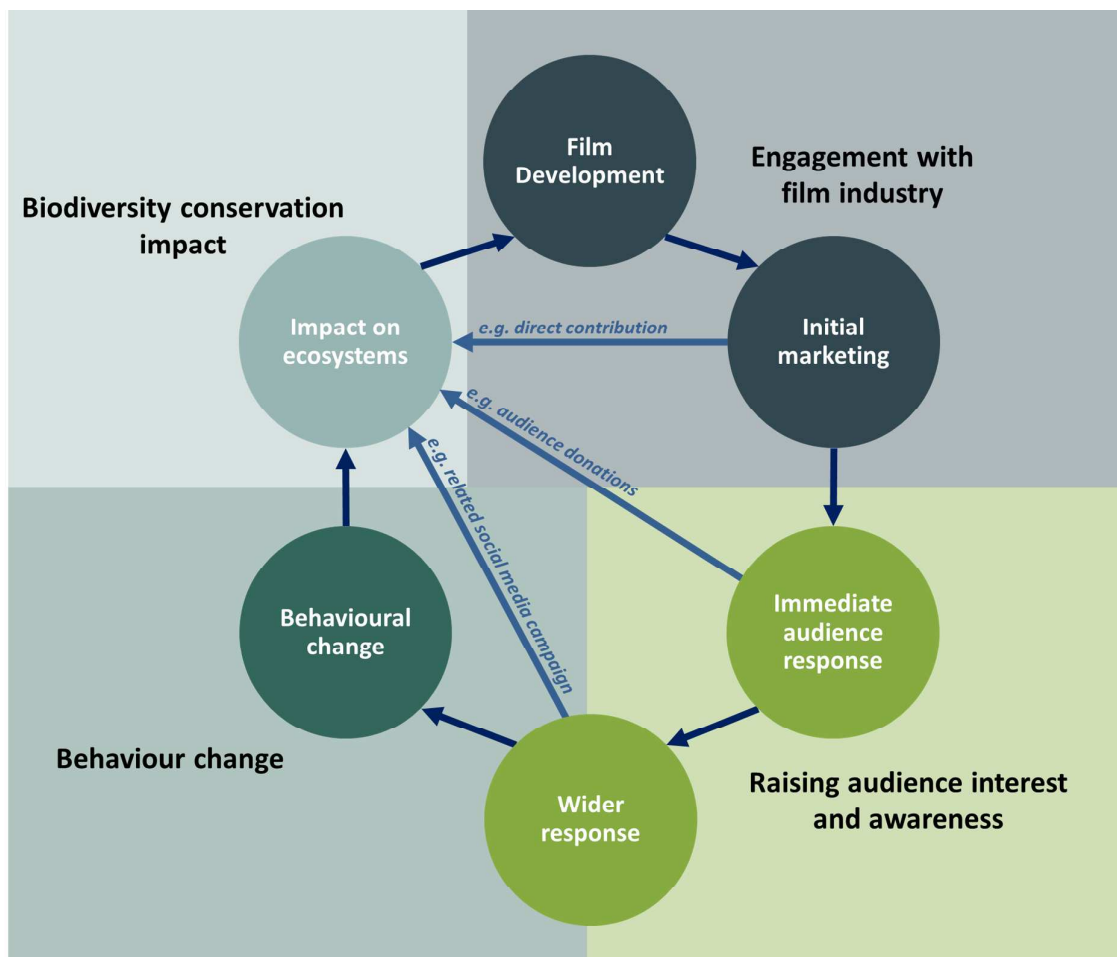 Film
Development
Engagement with
film industry
Biodiversity conservation
impact
Impact on
ecosystems
e.g. direct contribution
Initial
marketing
e.g. audience donations
e.g. related social media campaign
Behavioural
change
Immediate
audience
response
Behaviour change
Wider
response
Raising audience interest
and awareness